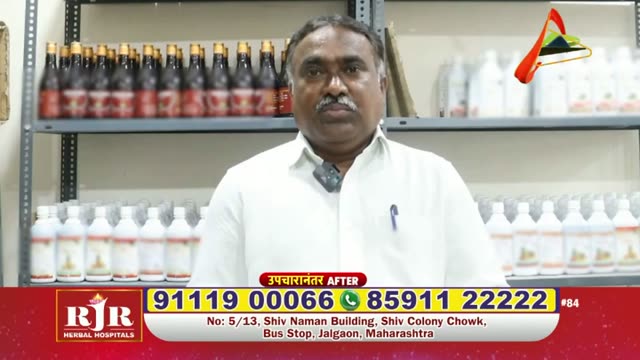 उपचारानंतर AFTER
91119 00066 85911 22222
#84
RJR
HERBAL HOSPITALS
No: 5/13, Shiv Naman Building, Shiv Colony Chowk,
Bus Stop, Jalgaon, Maharashtra